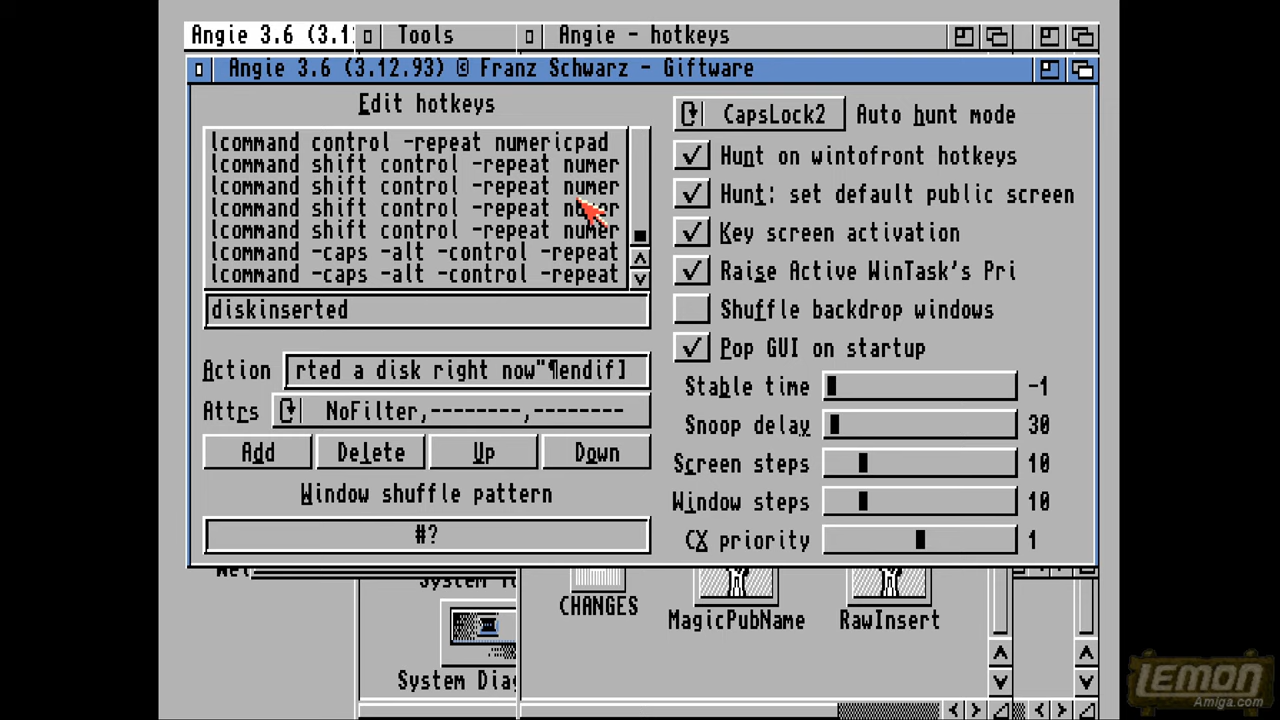 Angie 3.6 (3.1
Tools
Angie - hotkeys
Angie 3.6 (3.12.93) © Franz Schwarz - Giftware
Edit hotkeys
lcommand control -repeat numericpad
lcommand shift control -repeat numer
lcommand shift control -repeat numer
lcommand shift control -repeat numer
lcommand shift control -repeat numer
lcommand -caps -alt -control -repeat
lcommand -caps -alt -control -repeat
diskinserted
Action rted a disk right now"¶endif]
Attrs NoFilter,--------,--------
Add Delete Up Down
Window shuffle pattern
#?
CapsLock2 Auto hunt mode
Hunt on wintofront hotkeys
Hunt: set default public screen
Key screen activation
Raise Active WinTask's Pri
Shuffle backdrop windows
Pop GUI on startup
Stable time -1
Snoop delay 30
Screen steps 10
Window steps 10
CX priority 1
CHANGES
MagicPubName
RawInsert
System Diag
LEMON
Amiga.com